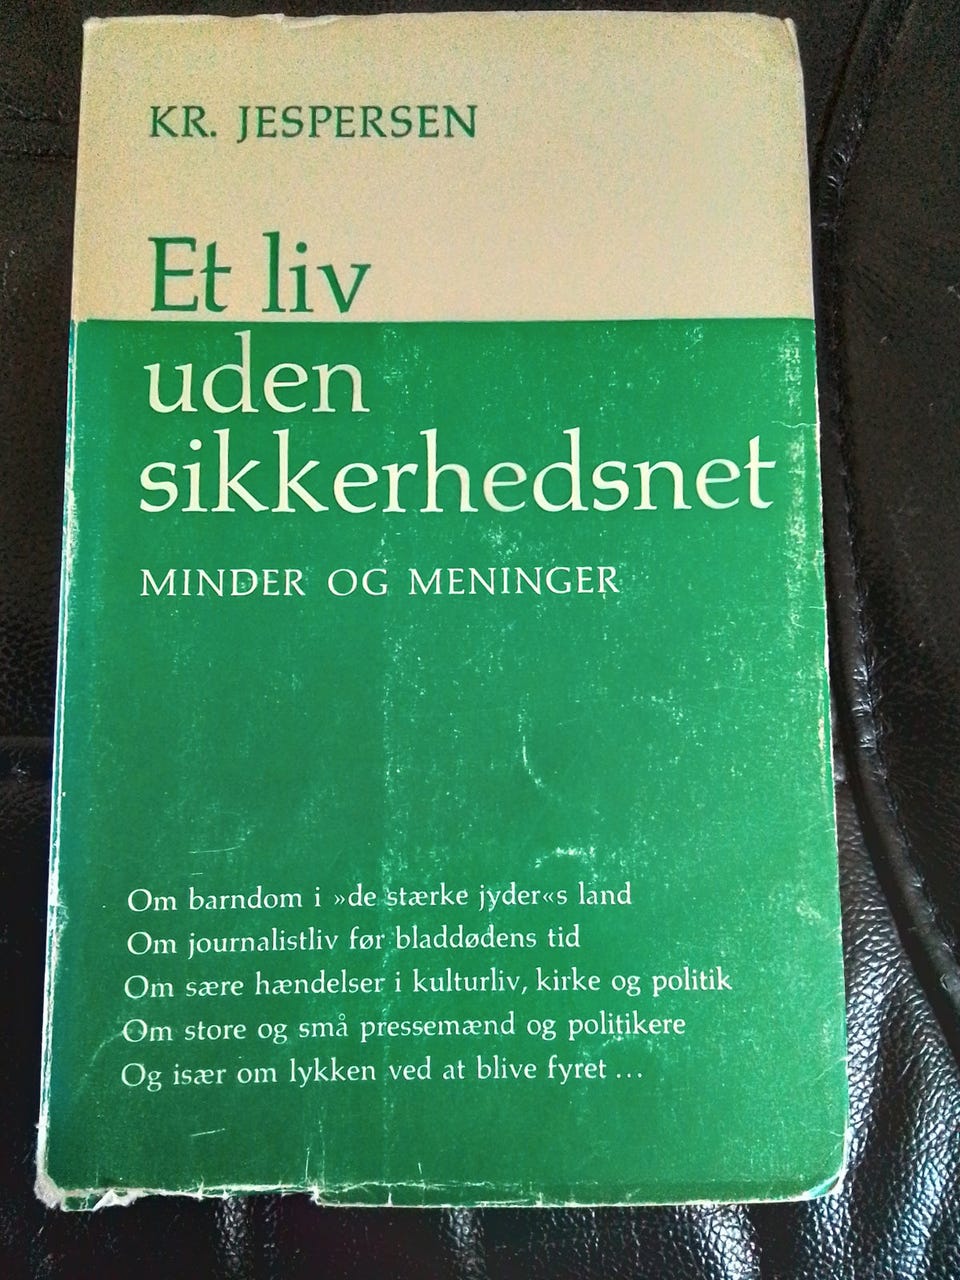 KR. JESPERSEN
Et liv
uden
sikkerhedsnet
MINDER OG MENINGER
Om barndom i »de stærke jyder«s land
Om journalistliv før bladdødens tid
Om sære hændelser i kulturliv, kirke og politik
Om store og små pressemænd og politikere
Og især om lykken ved at blive fyret ...